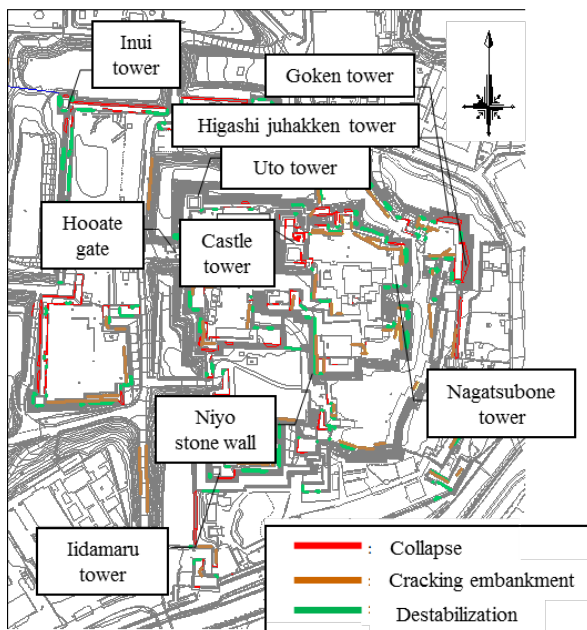 Inui
tower
Goken tower
Higashi juhakken tower
Uto tower
Hooate
gate
Castle
tower
Nagatsubone
tower
Niyo
stone wall
Iidamaru
tower
: Collapse
: Cracking embankment
: Destabilization